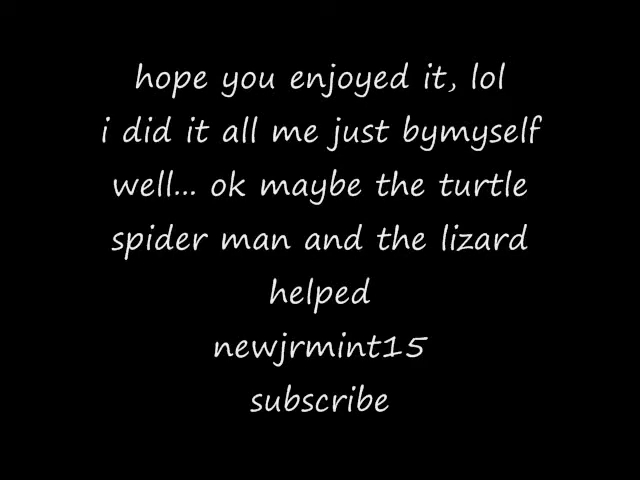 hope you enjoyed it, lol
i did it all me just bymyself
well... ok maybe the turtle
spider man and the lizard
helped
newjrmint15
subscribe